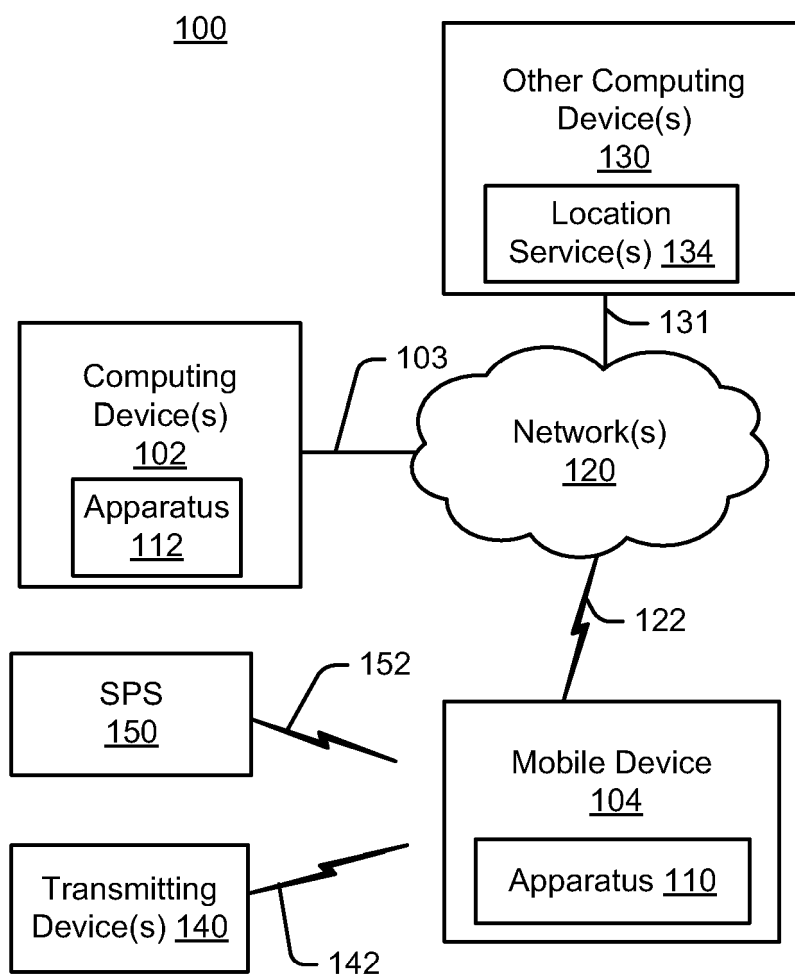 100
Other Computing
Device(s)
130
Location
Service(s) 134
131
103
Computing
Device(s)
102
Apparatus
112
Network(s)
120
122
152
SPS
150
Mobile Device
104
Apparatus 110
Transmitting
Device(s) 140
142